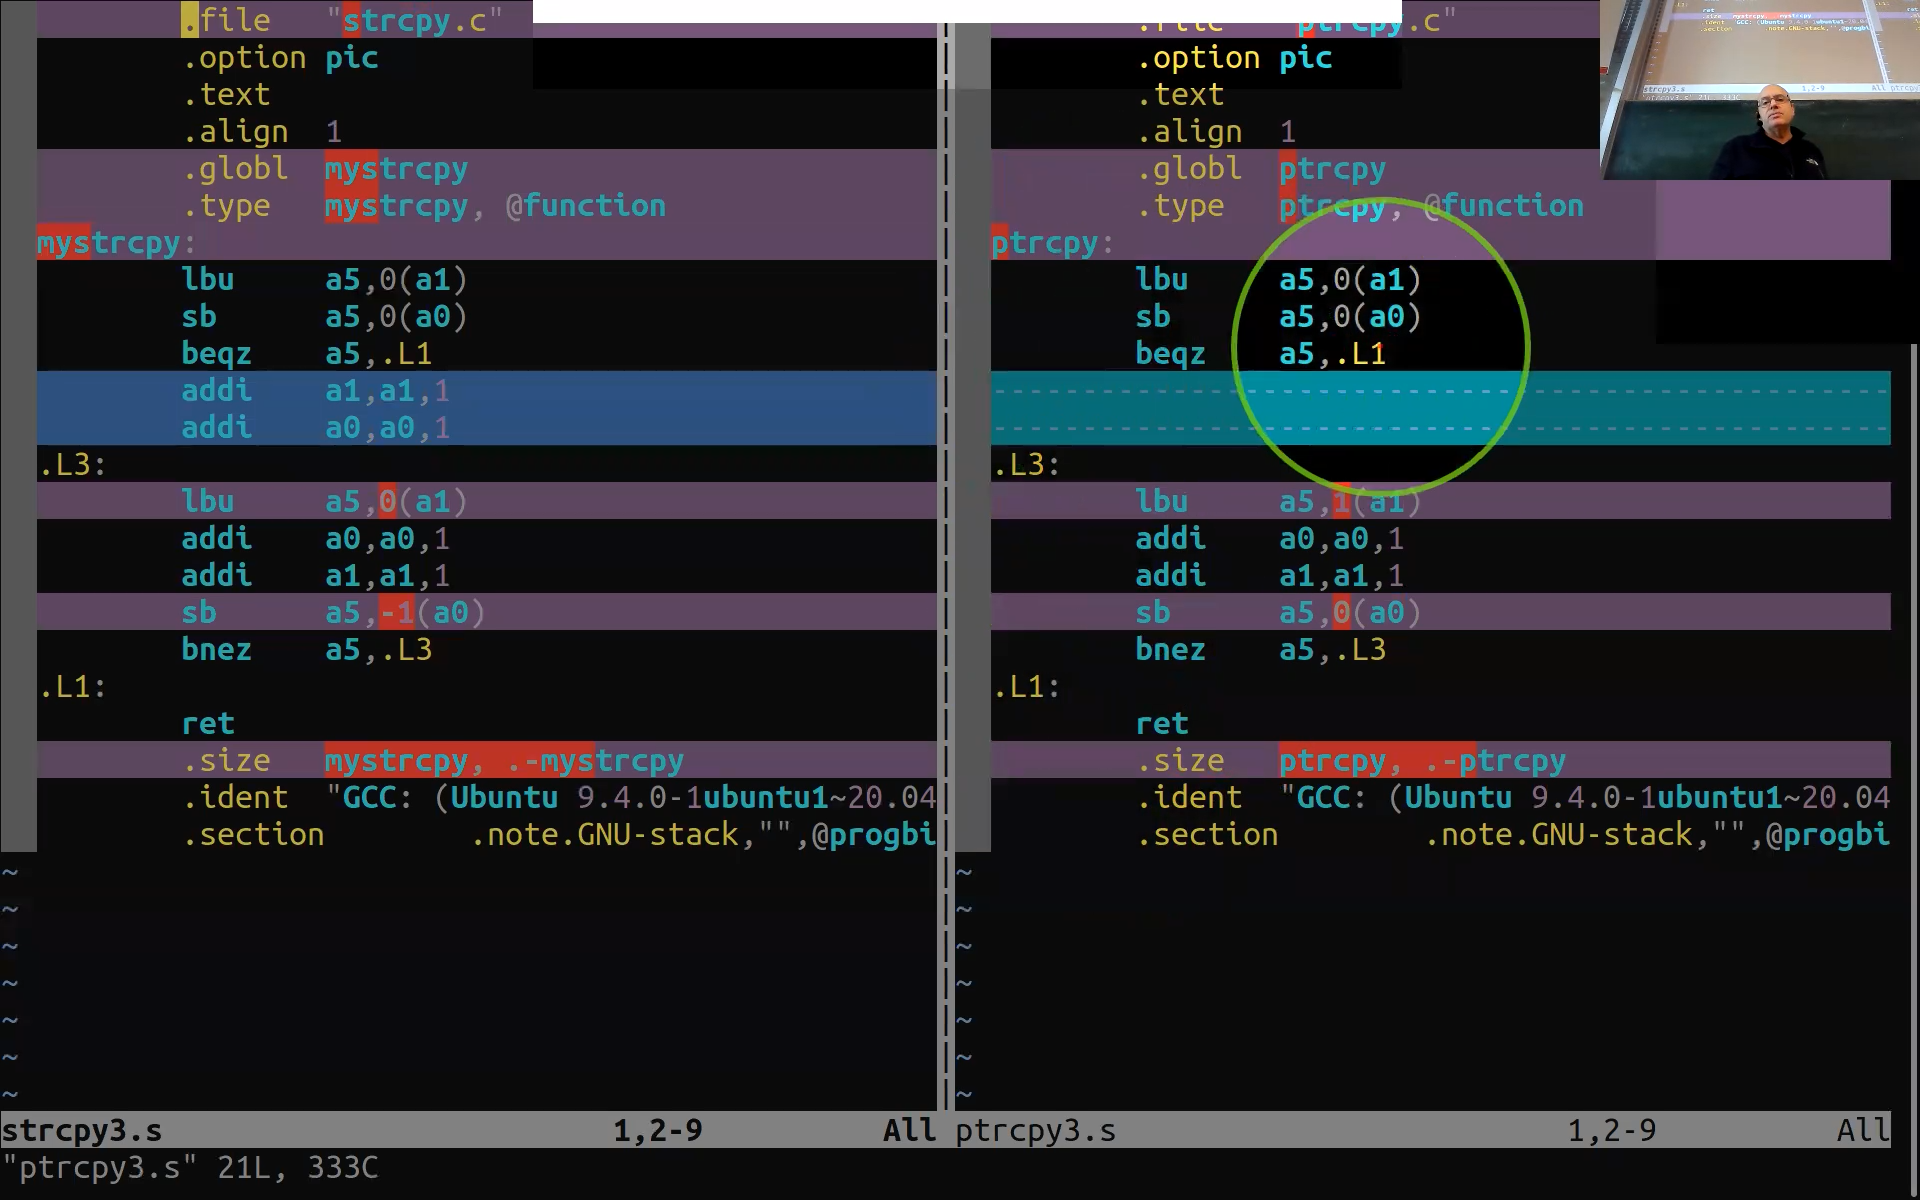 .file "strcpy.c"
.option pic
.text
.align 1
.globl mystrcpy
.type mystrcpy, @function
mystrcpy:
lbu a5,0(a1)
sb a5,0(a0)
beqz a5,.L1
addi a1,a1,1
addi a0,a0,1
.L3:
lbu a5,0(a1)
addi a0,a0,1
addi a1,a1,1
sb a5,-1(a0)
bnez a5,.L3
.L1:
ret
.size mystrcpy, .-mystrcpy
.ident "GCC: (Ubuntu 9.4.0-1ubuntu1~20.04
.section .note.GNU-stack,"",@progbi
~
~
~
~
~
~
~
strcpy3.s 1,2-9 All
.file "ptrcpy.c"
.option pic
.text
.align 1
.globl ptrcpy
.type ptrcpy, @function
ptrcpy:
lbu a5,0(a1)
sb a5,0(a0)
beqz a5,.L1
.L3:
lbu a5,1(a1)
addi a0,a0,1
addi a1,a1,1
sb a5,0(a0)
bnez a5,.L3
.L1:
ret
.size ptrcpy, .-ptrcpy
.ident "GCC: (Ubuntu 9.4.0-1ubuntu1~20.04
.section .note.GNU-stack,"",@progbi
~
~
~
~
~
~
~
ptrcpy3.s 1,2-9 All
"ptrcpy3.s" 21L, 333C